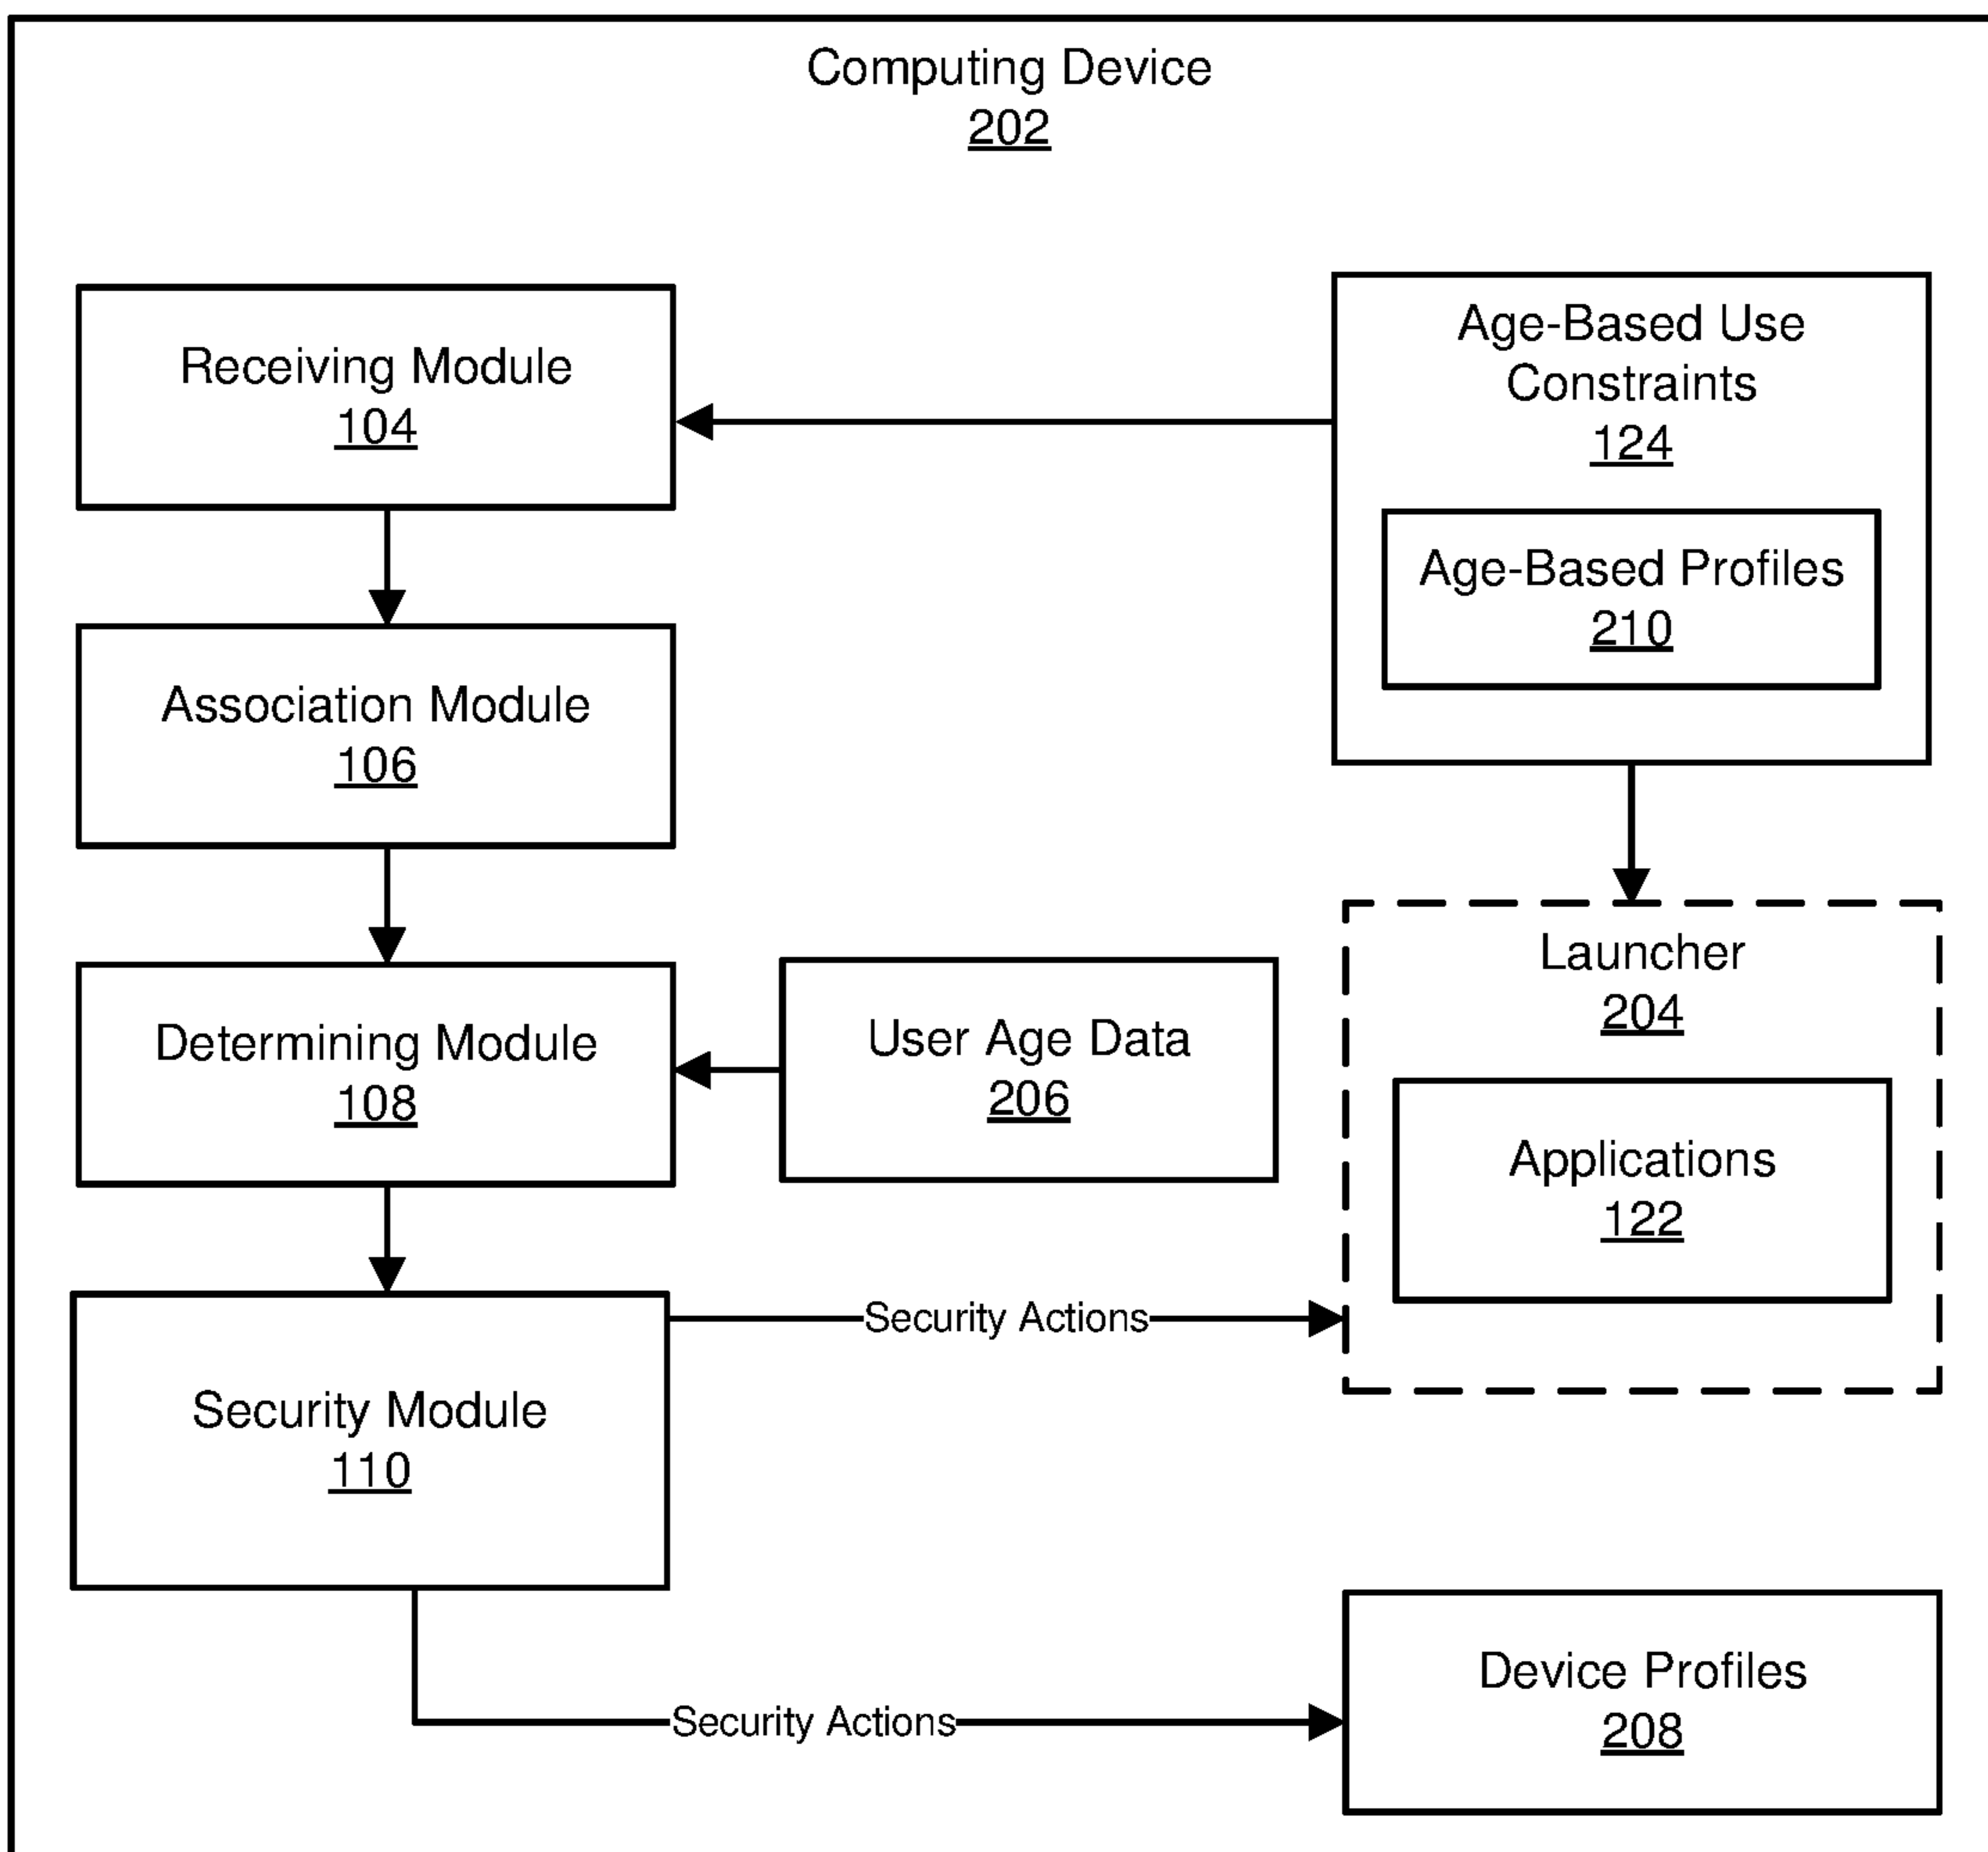 Computing Device
202
Receiving Module
104
Age-Based Use
Constraints
124
Age-Based Profiles
210
Association Module
106
Launcher
204
Determining Module
108
User Age Data
206
Applications
122
Security Actions
Security Module
110
Device Profiles
208
Security Actions